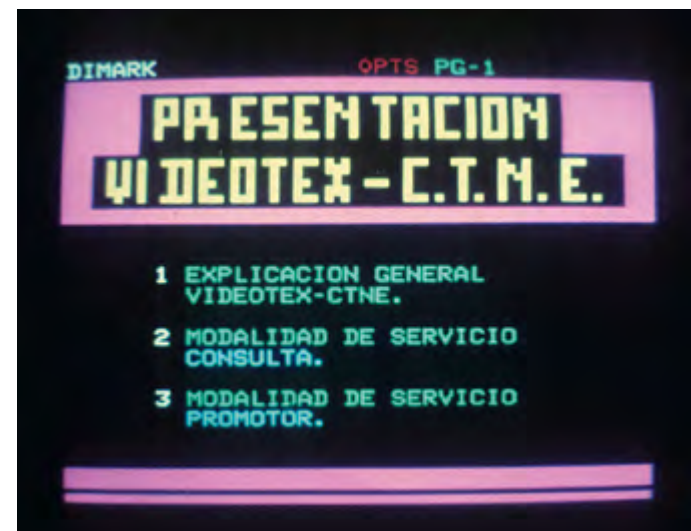 DIMARK OPTS PG-1
PRESENTACION
VIDEOTEX-C.T.N.E.
1 EXPLICACION GENERAL
VIDEOTEX-CTNE.
2 MODALIDAD DE SERVICIO
CONSULTA.
3 MODALIDAD DE SERVICIO
PROMOTOR.